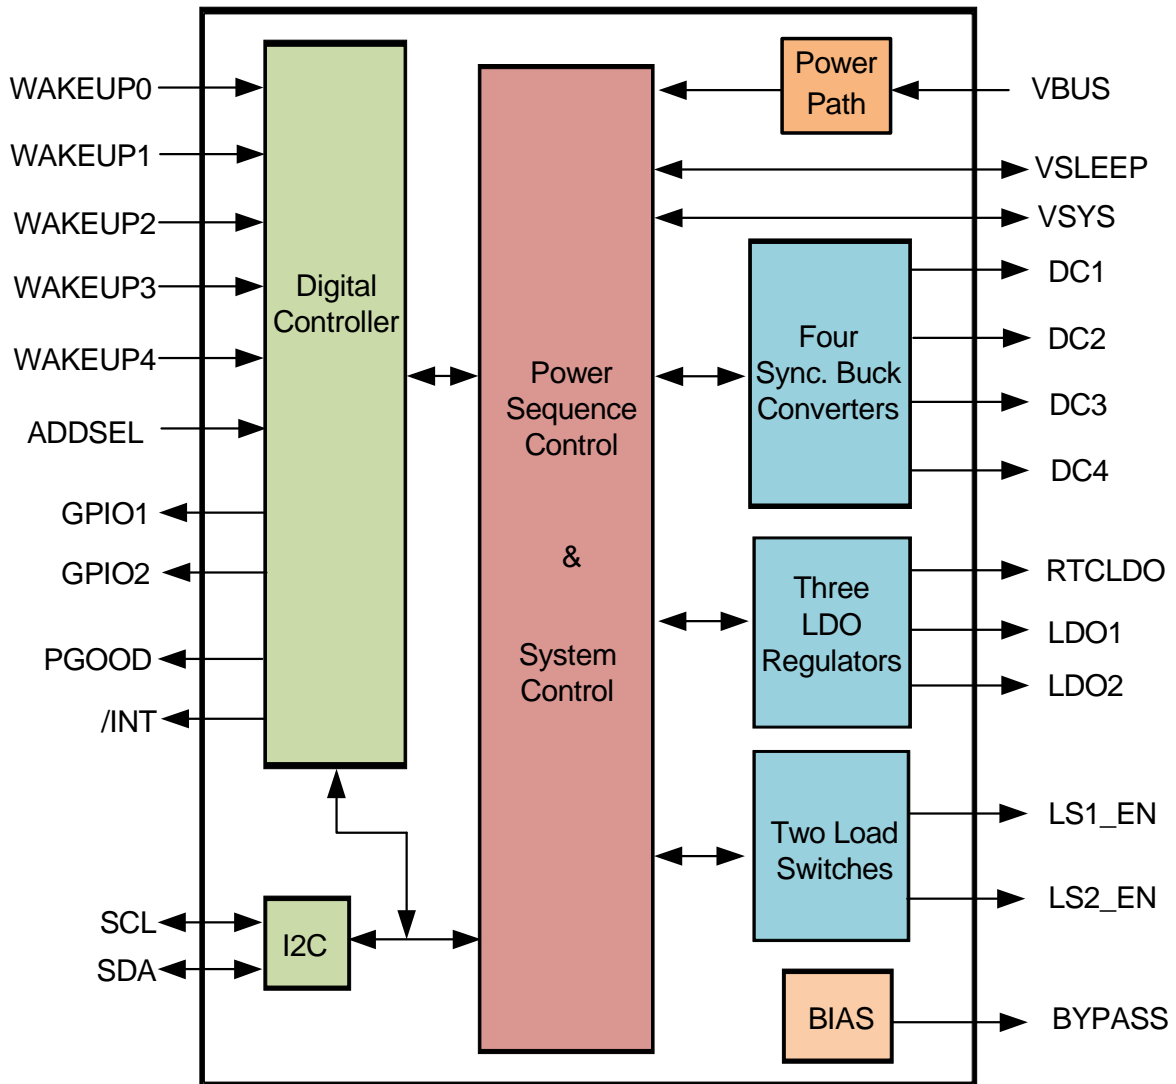 WAKEUP0
WAKEUP1
WAKEUP2
WAKEUP3
WAKEUP4
ADDSEL
GPIO1
GPIO2
PGOOD
/INT
SCL
SDA
Digital
Controller
I2C
Power
Sequence
Control
&
System
Control
Power
Path
Four
Sync. Buck
Converters
Three
LDO
Regulators
Two Load
Switches
BIAS
VBUS
VSLEEP
VSYS
DC1
DC2
DC3
DC4
RTCLDO
LDO1
LDO2
LS1_EN
LS2_EN
BYPASS